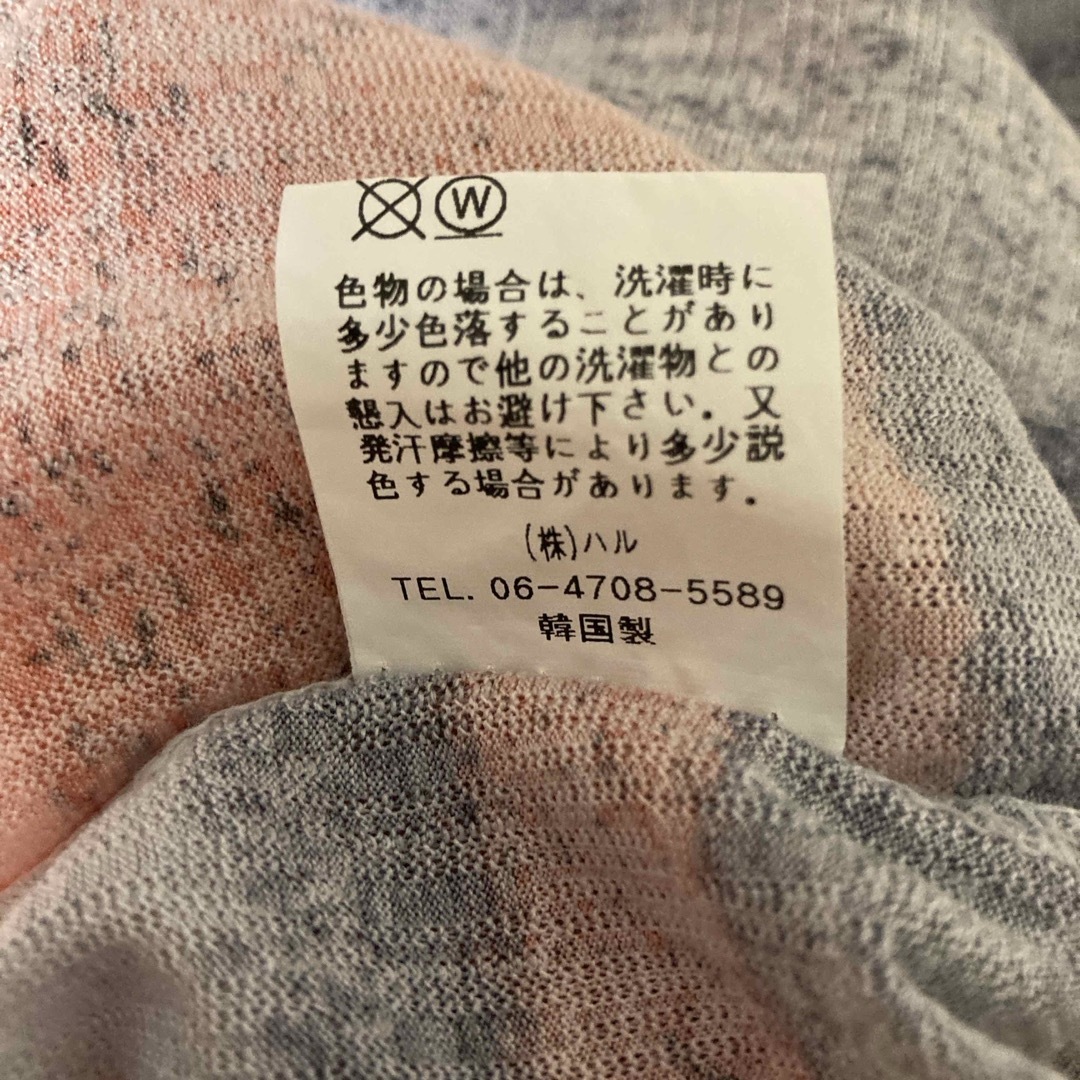 W
色物の場合は、洗濯時に
多少色落することがあり
ますので他の洗濯物との
懇入はお避け下さい。又
発汗摩擦等により多少説
色する場合があります。
(株)ハル
TEL. 06-4708-5589
韓国製